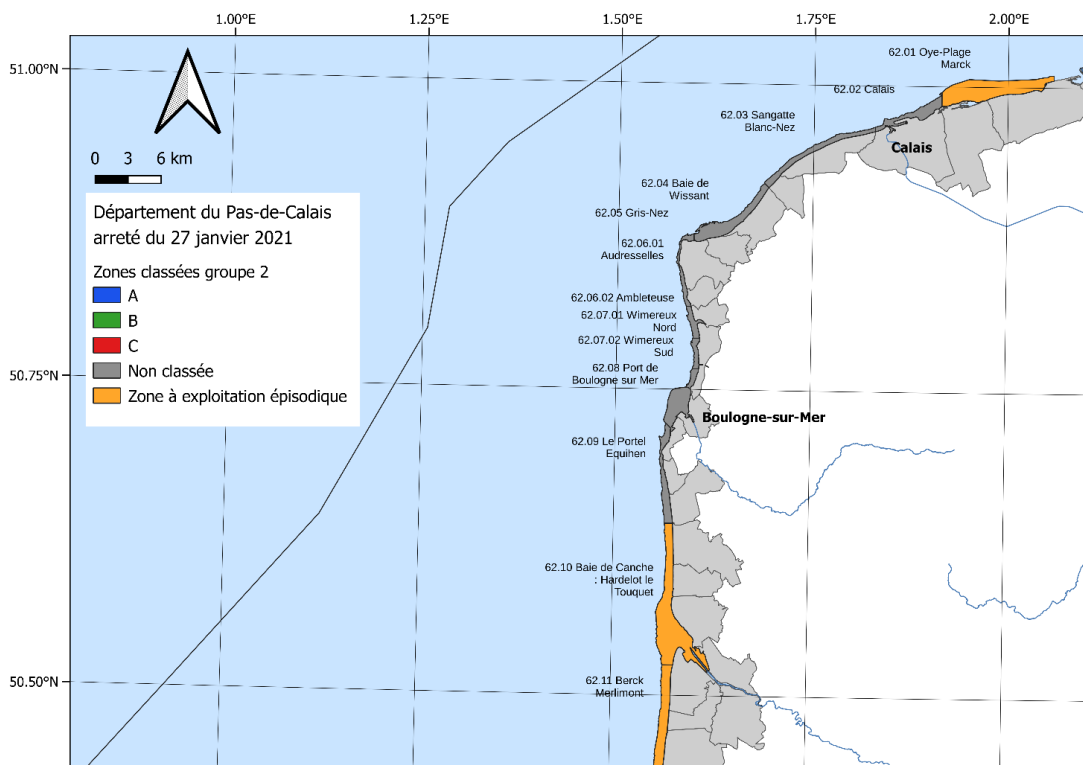 1.00°E
1.25°E
1.50°E
1.75°E
2.00°E
51.00°N
50.75°N
50.50°N
0 3 6 km
Département du Pas-de-Calais
arreté du 27 janvier 2021
Zones classées groupe 2
A
B
C
Non classée
Zone à exploitation épisodique
62.01 Oye-Plage
Marck
62.02 Calais
62.03 Sangatte
Blanc-Nez
Calais
62.04 Baie de
Wissant
62.05 Gris-Nez
62.06.01
Audresselles
62.06.02 Ambleteuse
62.07.01 Wimereux
Nord
62.07.02 Wimereux
Sud
62.08 Port de
Boulogne sur Mer
Boulogne-sur-Mer
62.09 Le Portel
Equihen
62.10 Baie de Canche
: Hardelot le
Touquet
62.11 Berck
Merlimont